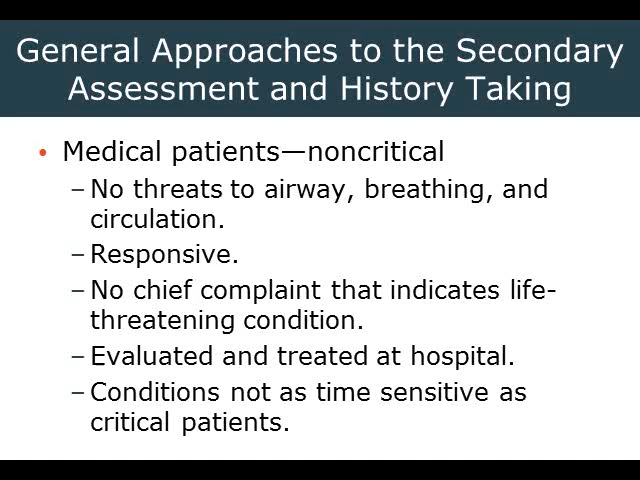 General Approaches to the Secondary
Assessment and History Taking
• Medical patients—noncritical
–No threats to airway, breathing, and
circulation.
–Responsive.
–No chief complaint that indicates life-
threatening condition.
–Evaluated and treated at hospital.
–Conditions not as time sensitive as
critical patients.